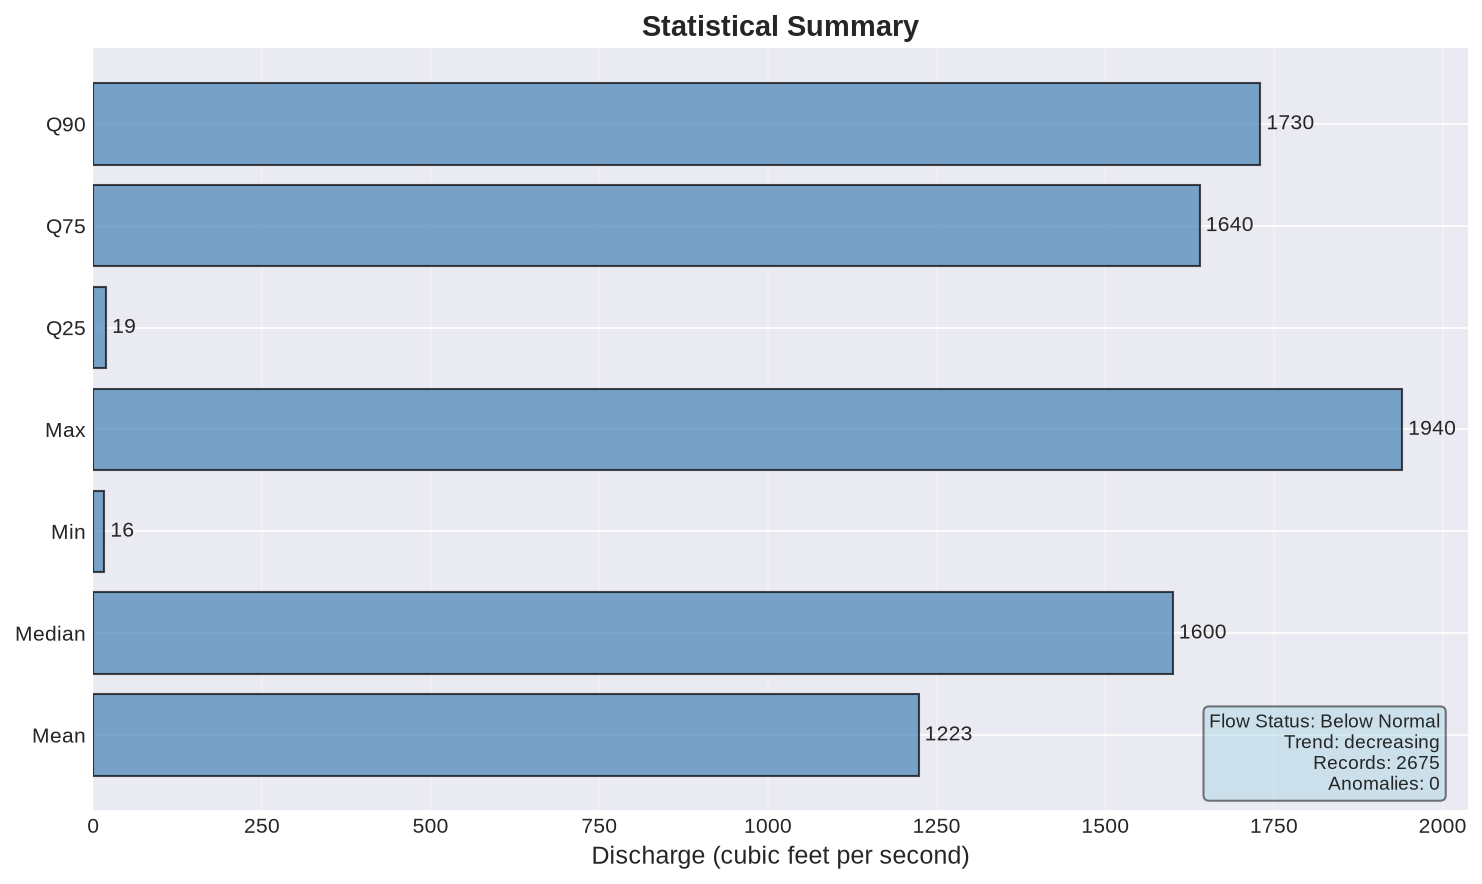 Statistical Summary
Q90
1730
Q75
1640
Q25
19
Max
1940
Min
16
Median
1600
Mean
1223
Flow Status: Below Normal
Trend: decreasing
Records: 2675
Anomalies: 0
0 250 500 750 1000 1250 1500 1750 2000
Discharge (cubic feet per second)